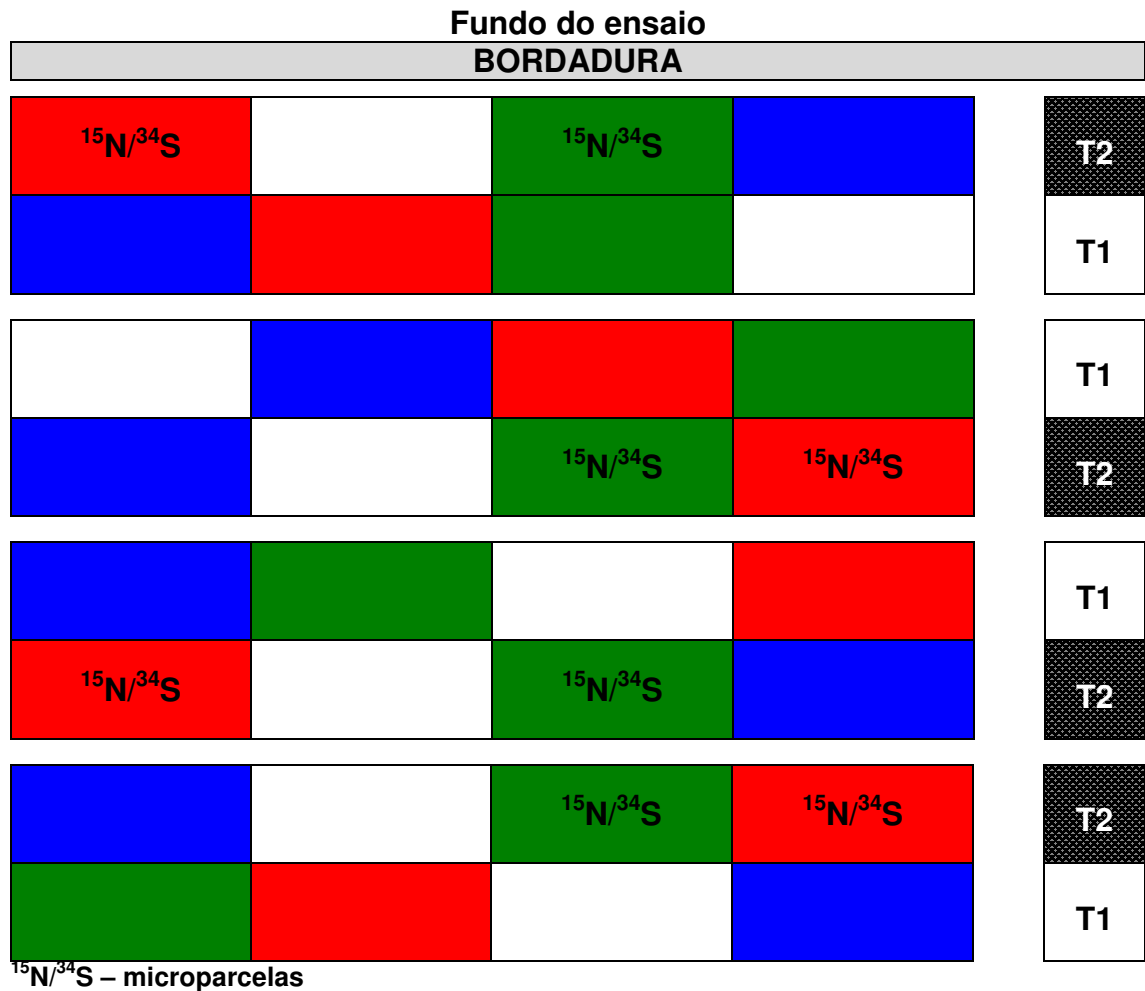 Fundo do ensaio
BORDADURA
¹⁵N/³⁴S ¹⁵N/³⁴S T2
T1
T1
¹⁵N/³⁴S ¹⁵N/³⁴S T2
T1
¹⁵N/³⁴S ¹⁵N/³⁴S T2
¹⁵N/³⁴S ¹⁵N/³⁴S T2
T1
¹⁵N/³⁴S – microparcelas